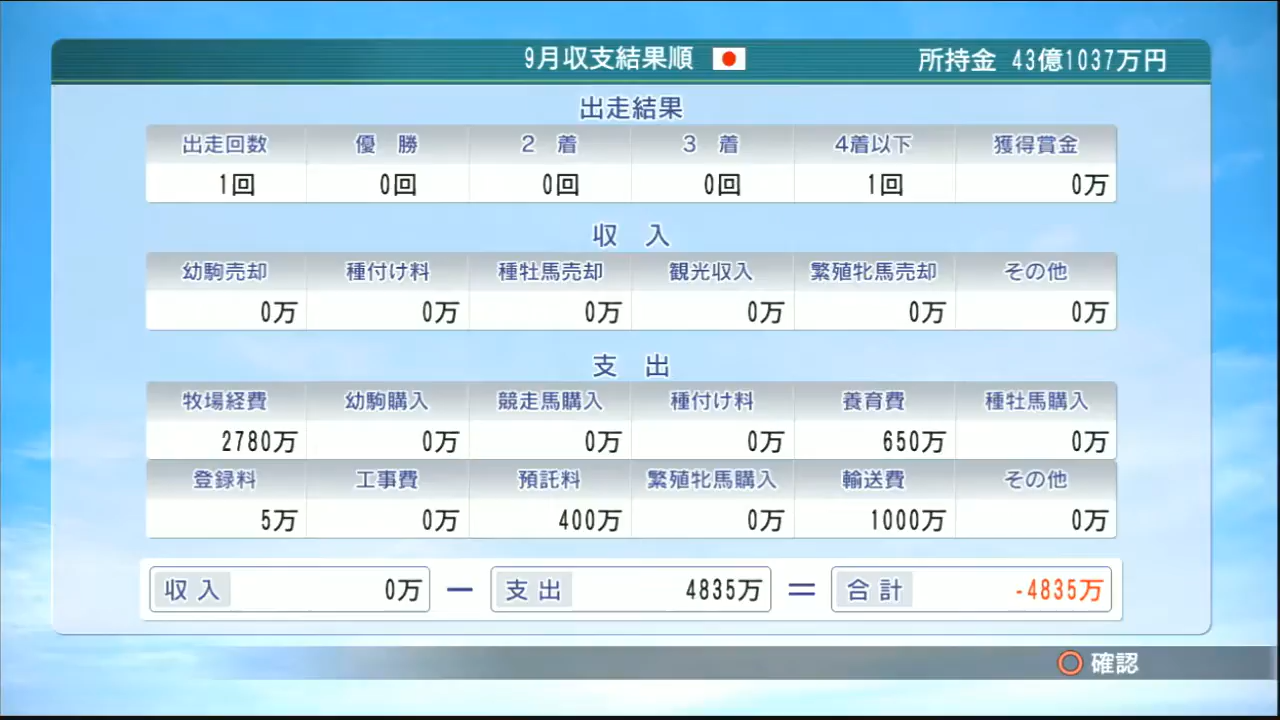 9月収支結果順 所持金 43億1037万円
出走結果
出走回数 優 勝 2 着 3 着 4着以下 獲得賞金
1回 0回 0回 0回 1回 0万
収 入
幼駒売却 種付け料 種牡馬売却 観光収入 繁殖牝馬売却 その他
0万 0万 0万 0万 0万 0万
支 出
牧場経費 幼駒購入 競走馬購入 種付け料 養育費 種牡馬購入
2780万 0万 0万 0万 650万 0万
登録料 工事費 預託料 繁殖牝馬購入 輸送費 その他
5万 0万 400万 0万 1000万 0万
収入 0万 － 支出 4835万 ＝ 合計 -4835万
確認